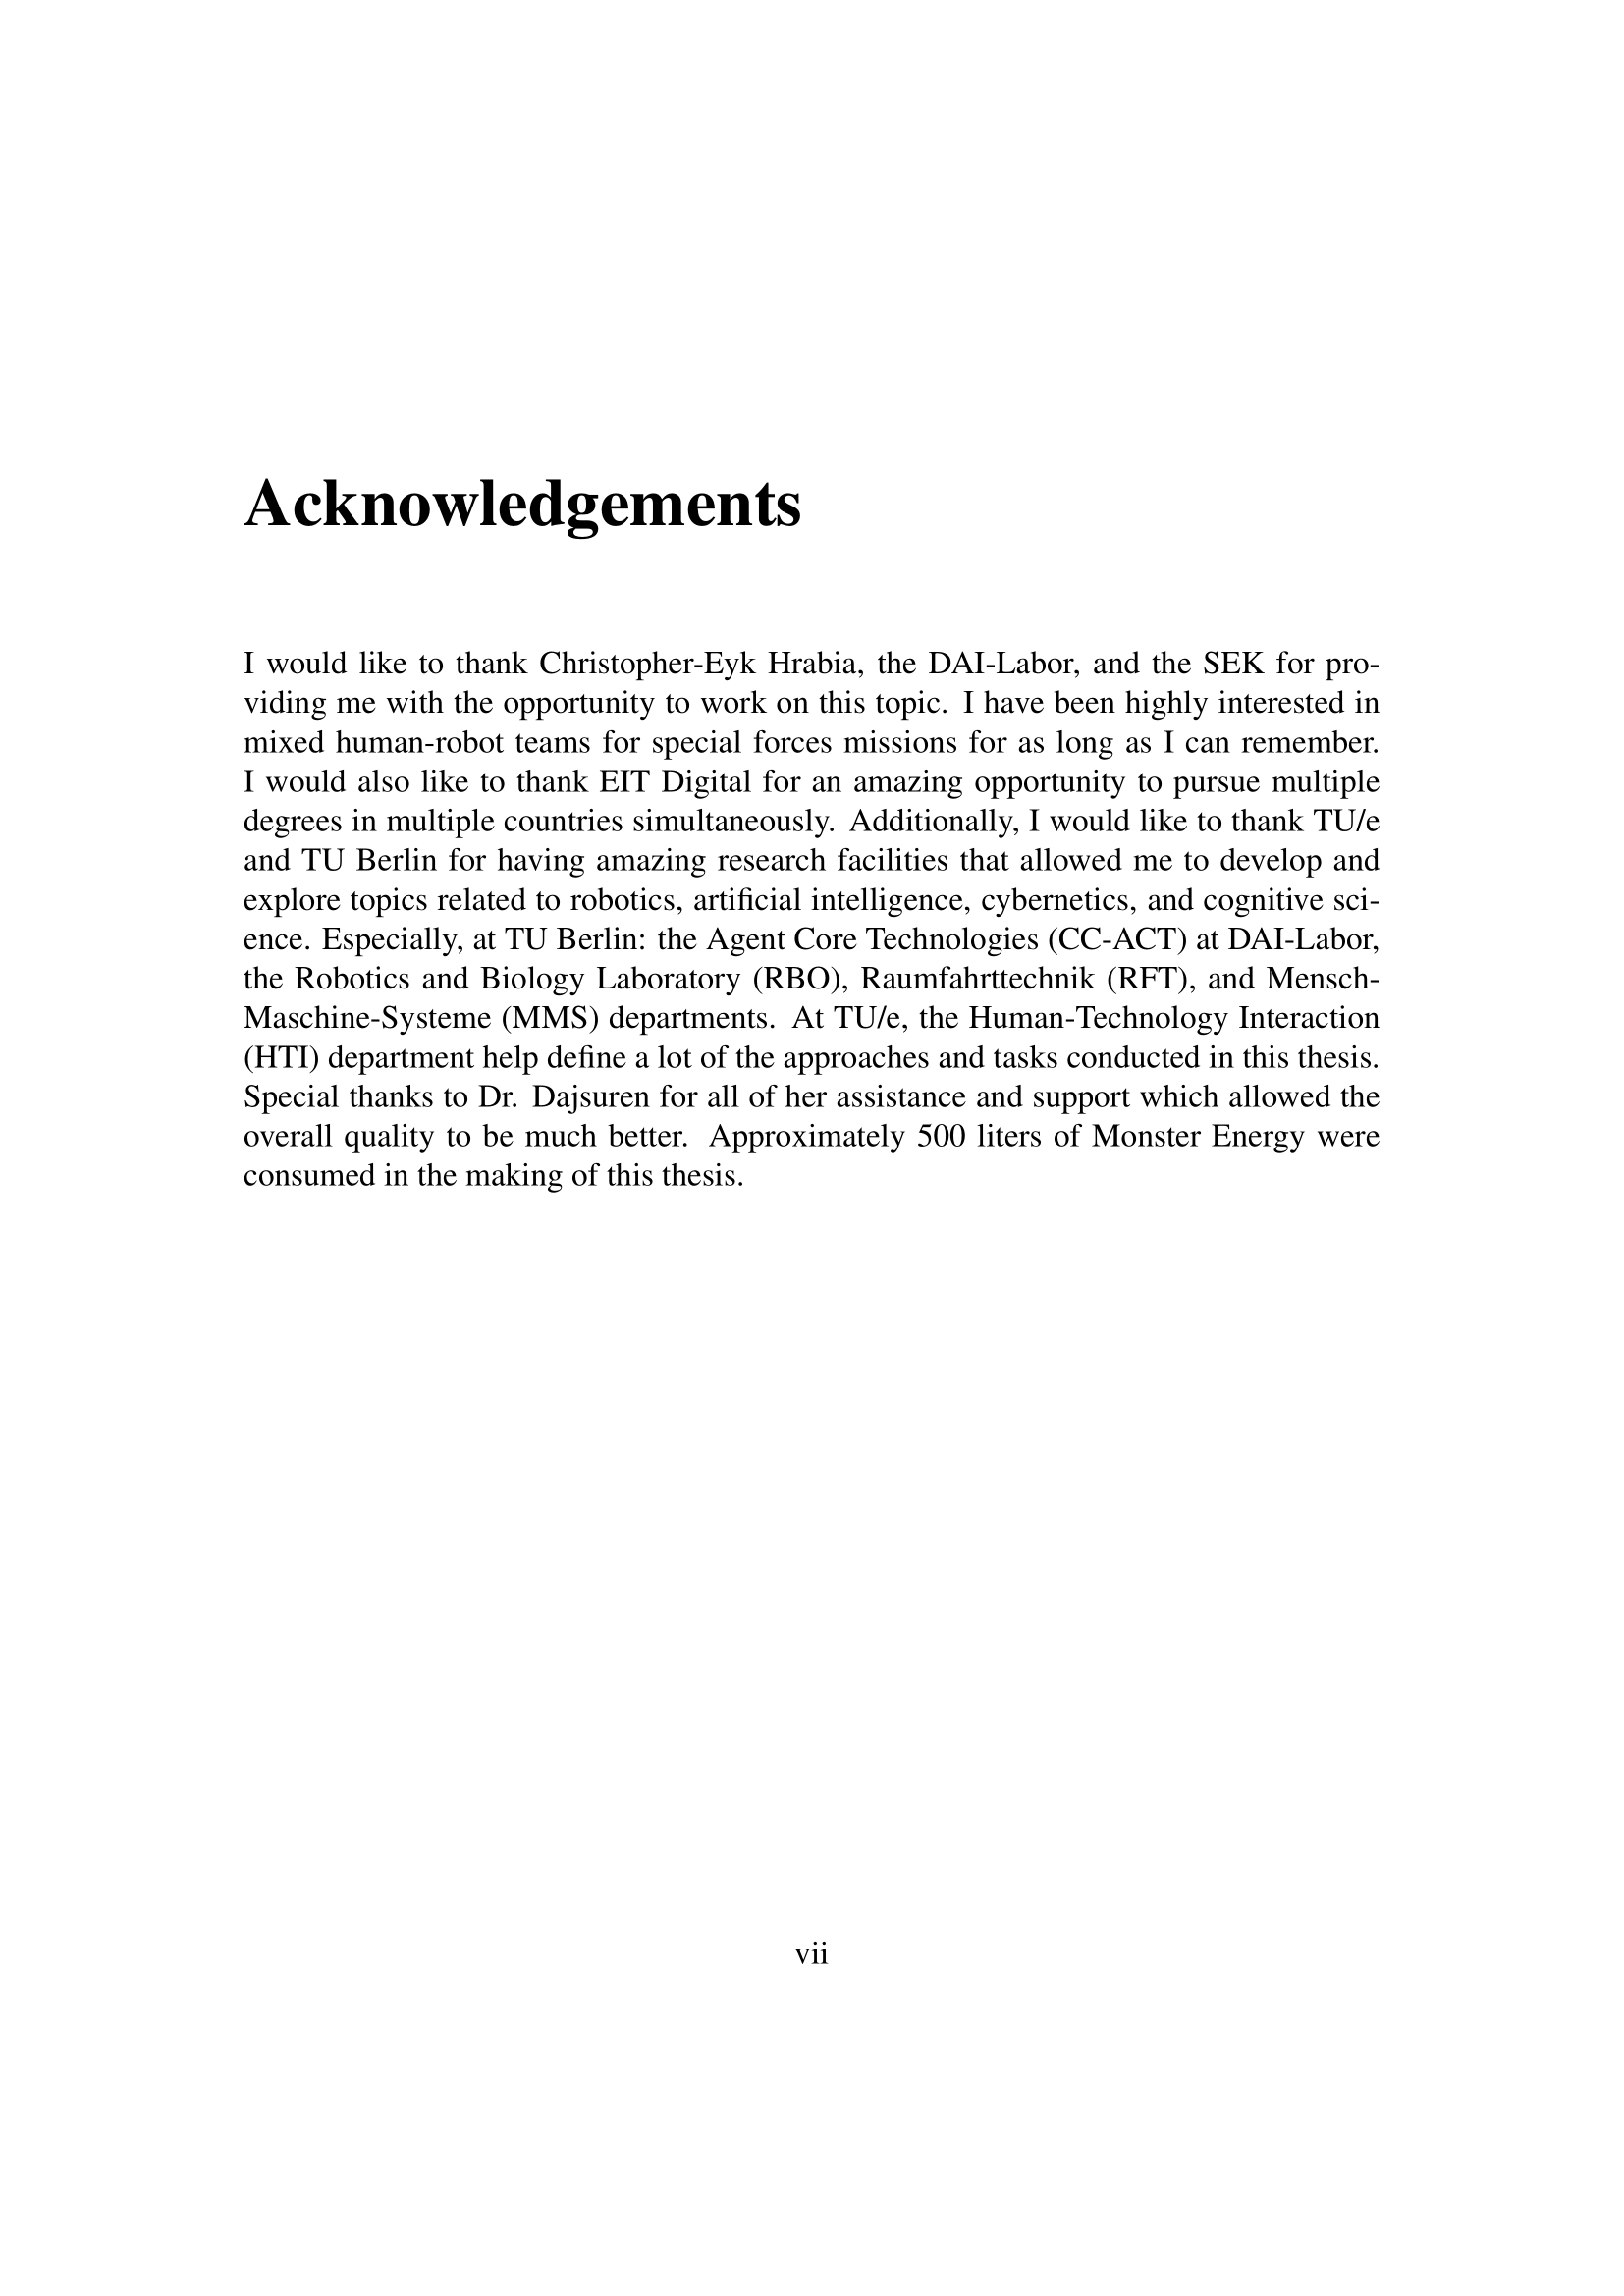 Acknowledgements
I would like to thank Christopher-Eyk Hrabia, the DAI-Labor, and the SEK for pro-
viding me with the opportunity to work on this topic. I have been highly interested in
mixed human-robot teams for special forces missions for as long as I can remember.
I would also like to thank EIT Digital for an amazing opportunity to pursue multiple
degrees in multiple countries simultaneously. Additionally, I would like to thank TU/e
and TU Berlin for having amazing research facilities that allowed me to develop and
explore topics related to robotics, artificial intelligence, cybernetics, and cognitive sci-
ence. Especially, at TU Berlin: the Agent Core Technologies (CC-ACT) at DAI-Labor,
the Robotics and Biology Laboratory (RBO), Raumfahrttechnik (RFT), and Mensch-
Maschine-Systeme (MMS) departments. At TU/e, the Human-Technology Interaction
(HTI) department help define a lot of the approaches and tasks conducted in this thesis.
Special thanks to Dr. Dajsuren for all of her assistance and support which allowed the
overall quality to be much better. Approximately 500 liters of Monster Energy were
consumed in the making of this thesis.
vii